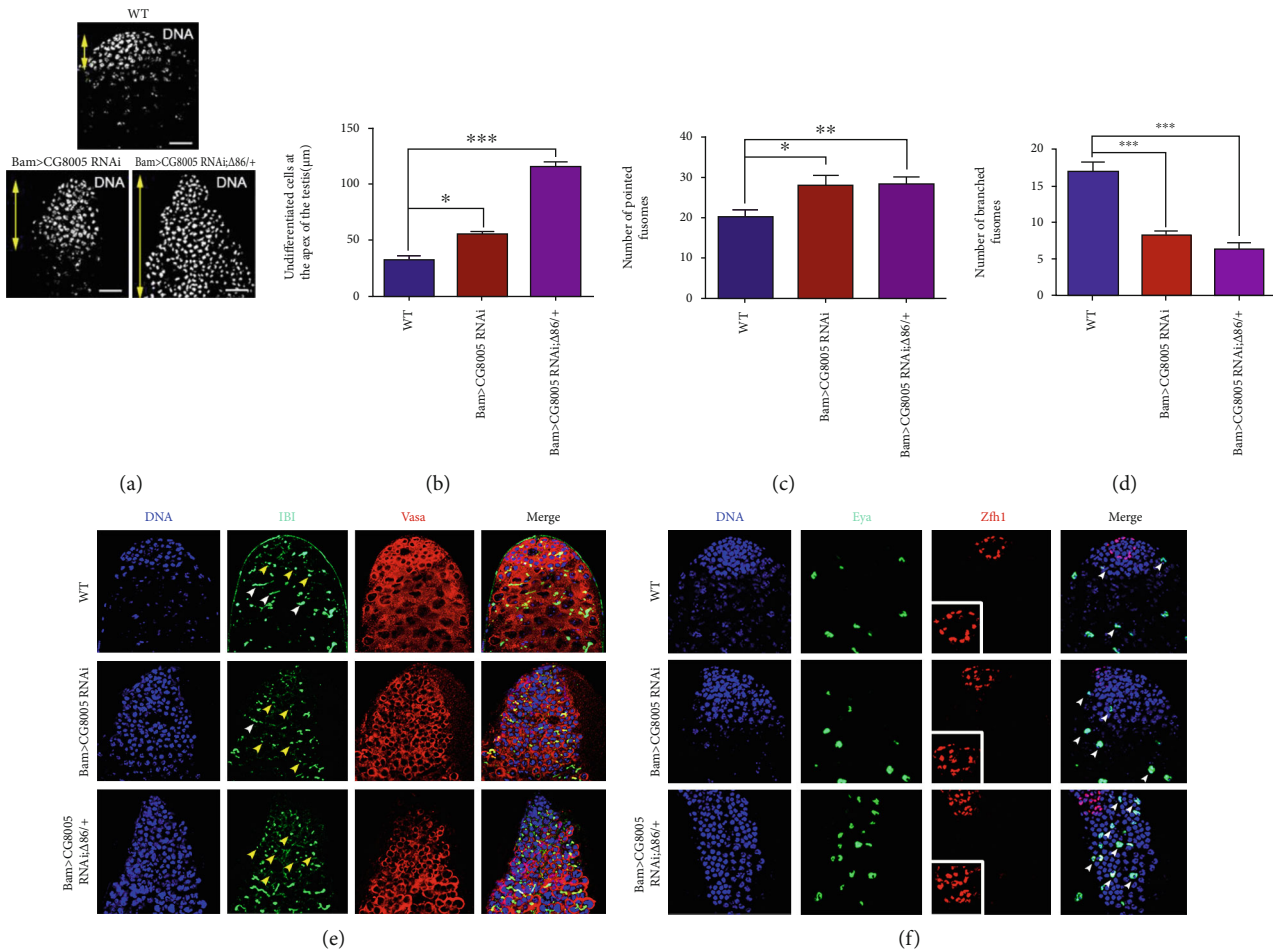 WT
DNA
Bam>CG8005 RNAi
Bam>CG8005 RNAi;Δ86/+
DNA
DNA
(a)
Undifferentiated cells at
the apex of the testis(μm)
150
100
50
0
***
*
WT
Bam>CG8005 RNAi
Bam>CG8005 RNAi;Δ86/+
(b)
Number of pointed
fusomes
40
30
20
10
0
**
*
WT
Bam>CG8005 RNAi
Bam>CG8005 RNAi;Δ86/+
(c)
Number of branched
fusomes
20
15
10
5
0
***
***
WT
Bam>CG8005 RNAi
Bam>CG8005 RNAi;Δ86/+
(d)
DNA
IBI
Vasa
Merge
WT
Bam>CG8005 RNAi
Bam>CG8005
RNAi;Δ86/+
(e)
DNA
Eya
Zfh1
Merge
WT
Bam>CG8005 RNAi
Bam>CG8005
RNAi;Δ86/+
(f)